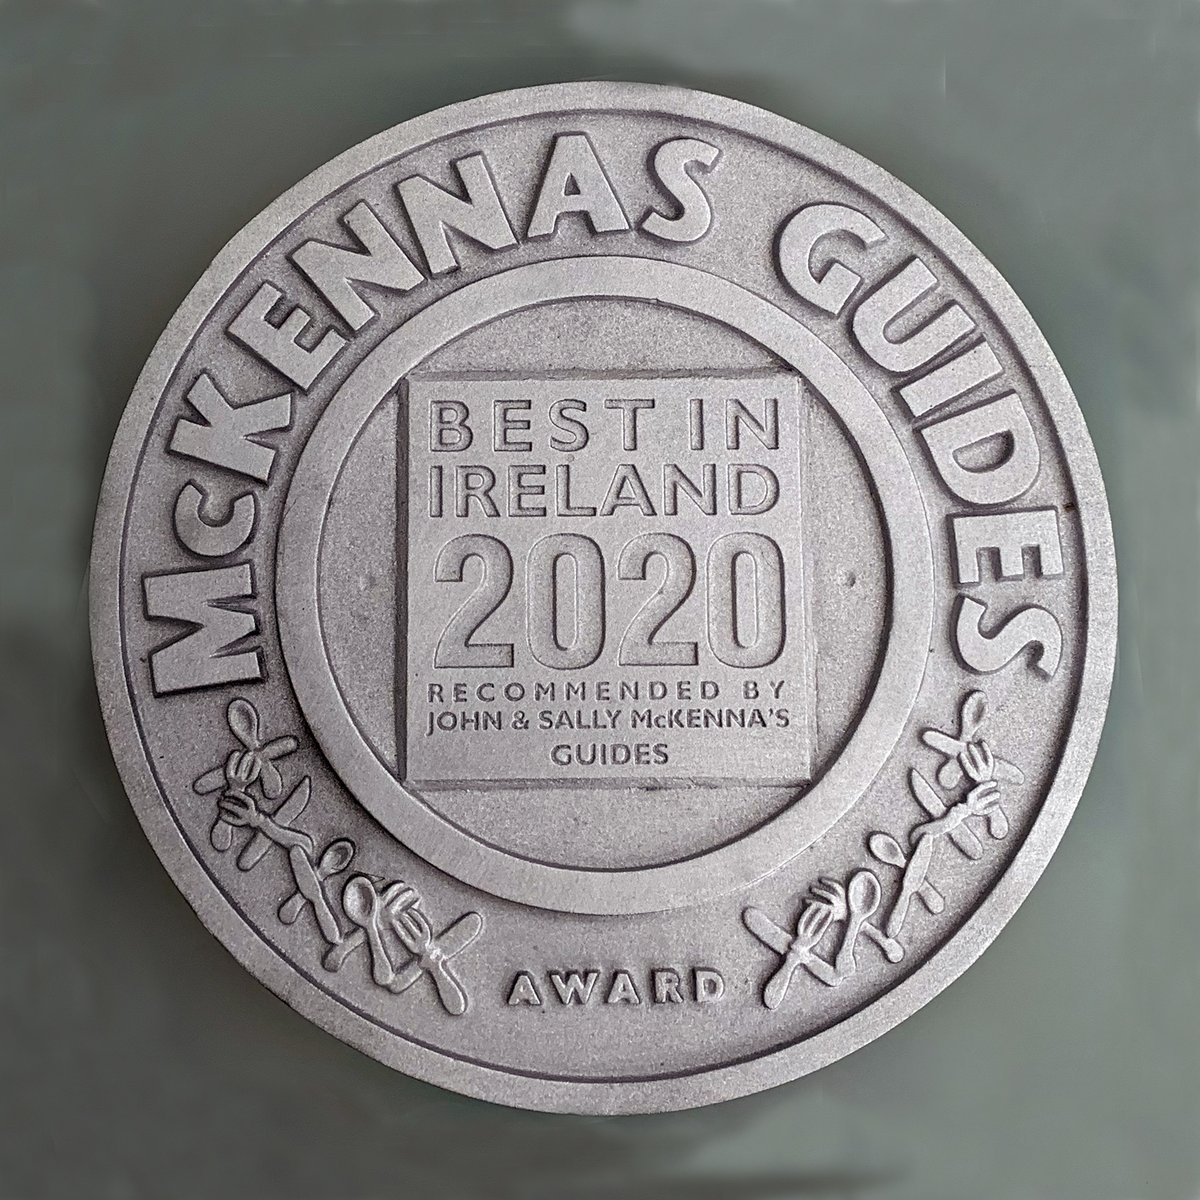 McKENNAS GUIDES
BEST IN
IRELAND
2020
RECOMMENDED BY
JOHN & SALLY McKENNA'S
GUIDES
AWARD